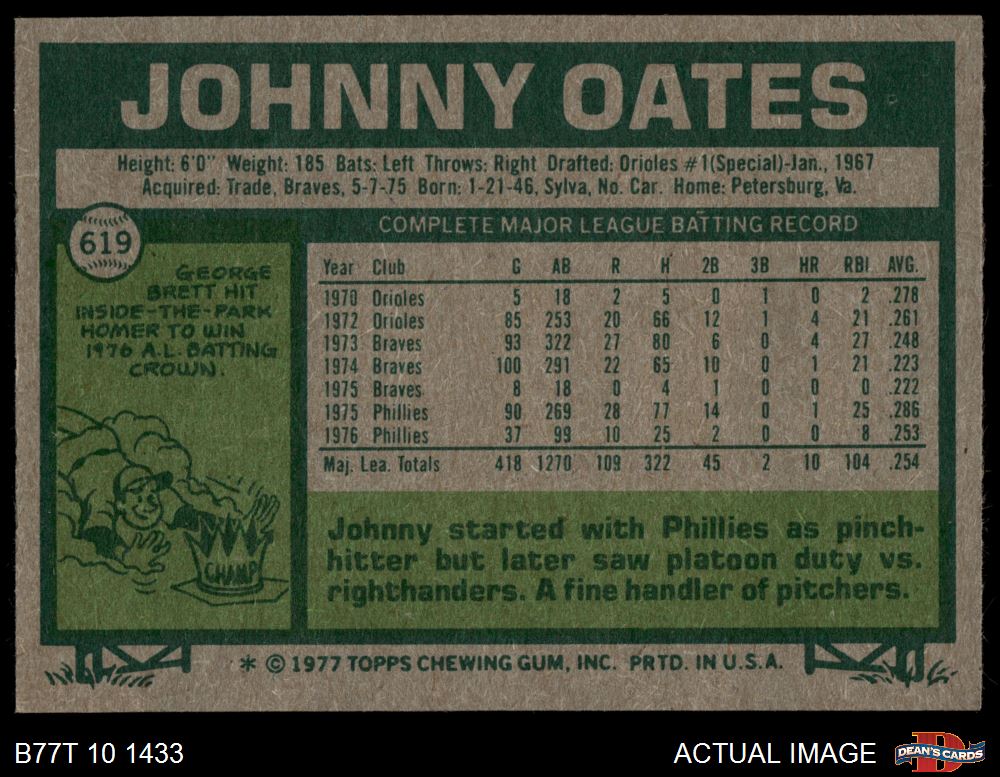 JOHNNY OATES
Height: 6'0" Weight: 185 Bats: Left Throws: Right Drafted: Orioles #1(Special)-Jan., 1967
Acquired: Trade, Braves, 5-7-75 Born: 1-21-46, Sylva, No. Car. Home: Petersburg, Va.
619
GEORGE
BRETT HIT
INSIDE-THE-PARK
HOMER TO WIN
1976 A.L. BATTING
CROWN.
CHAMP
COMPLETE MAJOR LEAGUE BATTING RECORD
Year Club G AB R H 2B 3B HR RBI AVG.
1970 Orioles 5 18 2 5 0 1 0 2 .278
1972 Orioles 85 253 20 66 12 1 4 21 .261
1973 Braves 93 322 27 80 6 0 4 27 .248
1974 Braves 100 291 22 65 10 0 1 21 .223
1975 Braves 8 18 0 4 1 0 0 0 .222
1975 Phillies 90 269 28 77 14 0 1 25 .286
1976 Phillies 37 99 10 25 2 0 0 8 .253
Maj. Lea. Totals 418 1270 109 322 45 2 10 104 .254
Johnny started with Phillies as pinch-
hitter but later saw platoon duty vs.
righthanders. A fine handler of pitchers.
* © 1977 TOPPS CHEWING GUM, INC. PRTD. IN U.S.A.
B77T 10 1433
ACTUAL IMAGE
D
DEAN'S CARDS